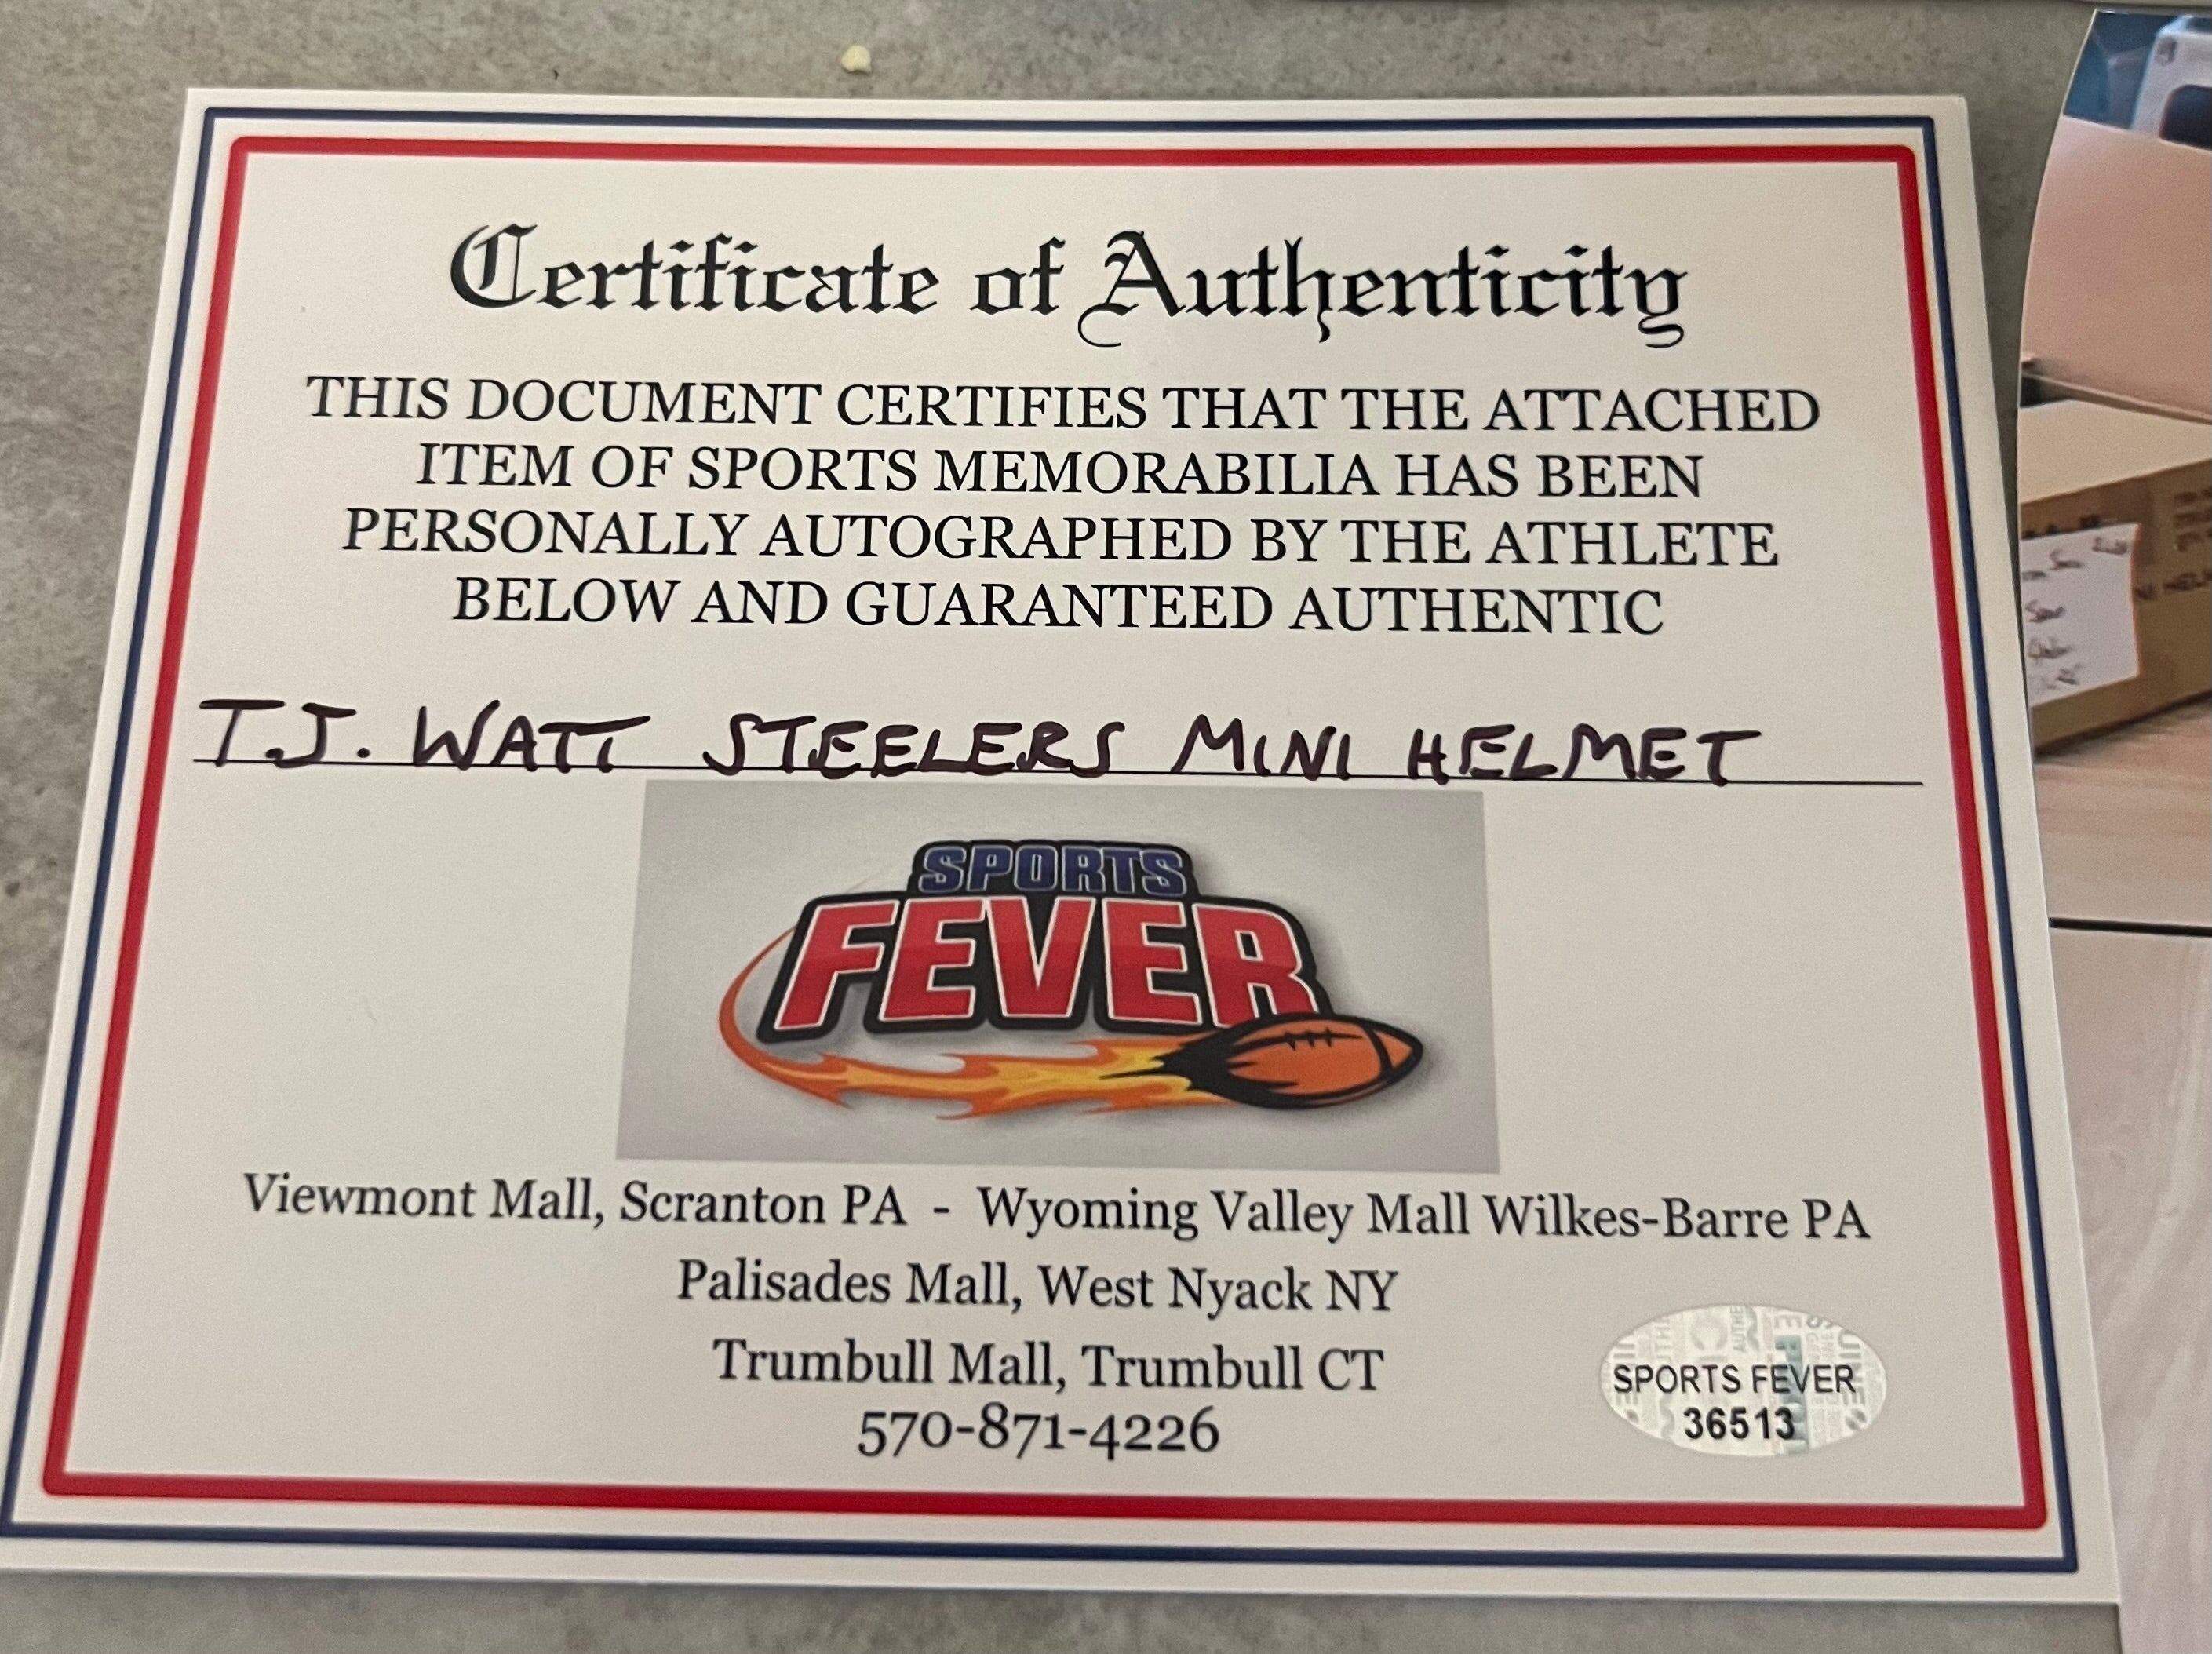 Certificate of Authenticity
THIS DOCUMENT CERTIFIES THAT THE ATTACHED
ITEM OF SPORTS MEMORABILIA HAS BEEN
PERSONALLY AUTOGRAPHED BY THE ATHLETE
BELOW AND GUARANTEED AUTHENTIC
T.J. WATT STEELERS MINI HELMET
SPORTS
FEVER
Viewmont Mall, Scranton PA - Wyoming Valley Mall Wilkes-Barre PA
Palisades Mall, West Nyack NY
Trumbull Mall, Trumbull CT
570-871-4226
SPORTS FEVER
36513